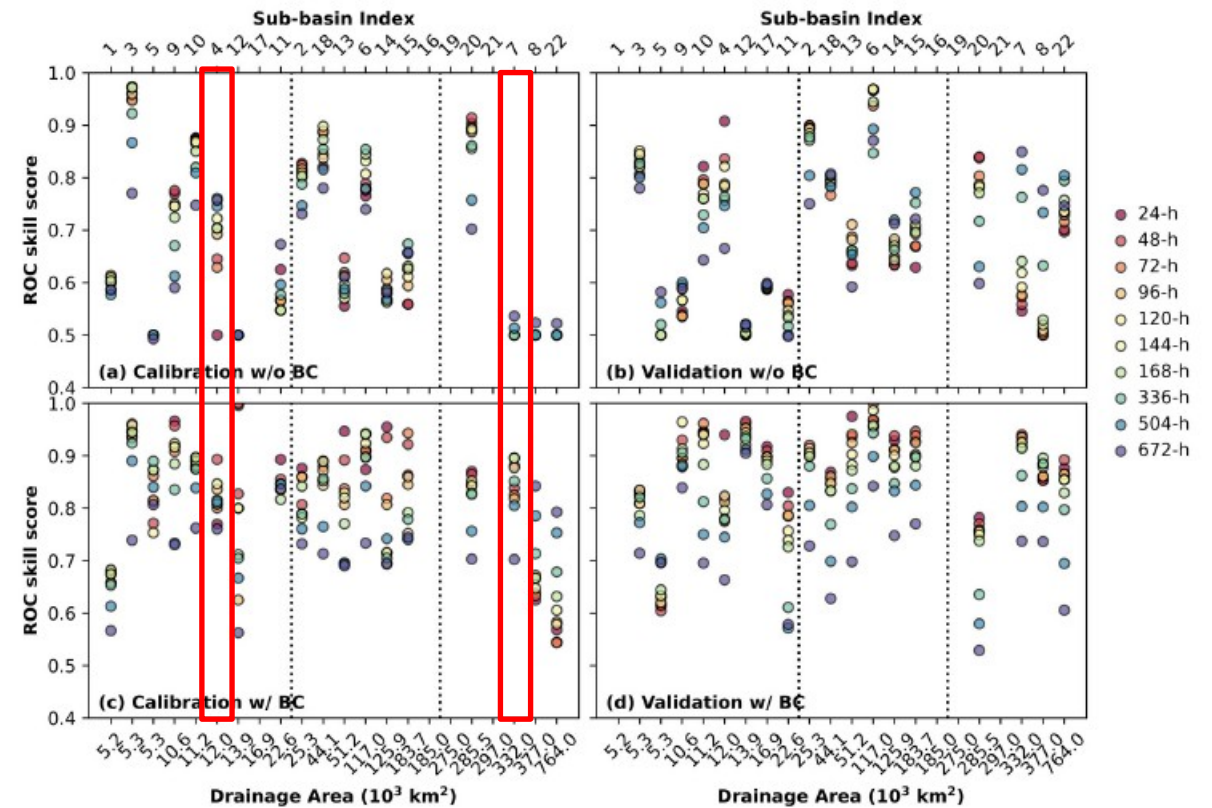 Sub-basin Index Sub-basin Index
1 3 5 9 10 4 12 17 11 2 18 13 6 14 15 16 19 20 21 7 8 22 1 3 5 9 10 4 12 17 11 2 18 13 6 14 15 16 19 20 21 7 8 22
1.0
0.9
0.8
0.7
0.6
0.5
0.4
ROC skill score
(a) Calibration w/o BC (b) Validation w/o BC
1.0
0.9
0.8
0.7
0.6
0.5
0.4
ROC skill score
(c) Calibration w/ BC (d) Validation w/ BC
24-h
48-h
72-h
96-h
120-h
144-h
168-h
336-h
504-h
672-h
5.2 5.3 5.3 10.6 11.2 12.0 13.9 16.9 22.6 25.3 44.1 51.2 117.0 125.9 183.7 185.0 275.0 285.5 297.0 332.0 377.0 764.0 5.2 5.3 5.3 10.6 11.2 12.0 13.9 16.9 22.6 25.3 44.1 51.2 117.0 125.9 183.7 185.0 275.0 285.5 297.0 332.0 377.0 764.0
Drainage Area (10³ km²) Drainage Area (10³ km²)